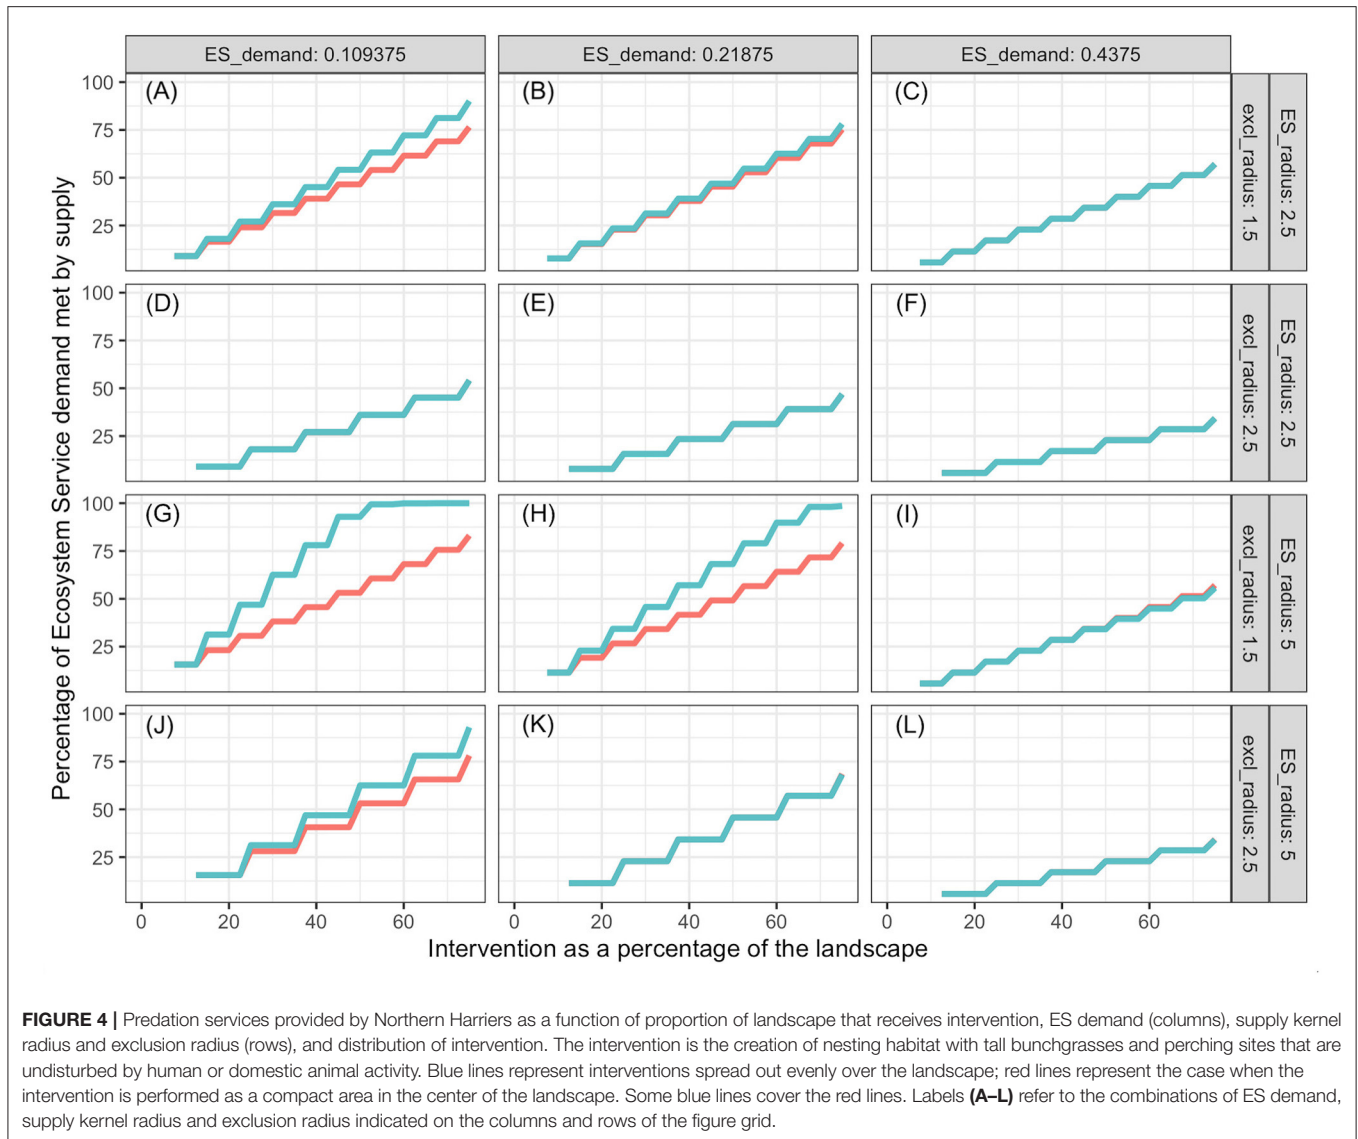 ES_demand: 0.109375
ES_demand: 0.21875
ES_demand: 0.4375
Percentage of Ecosystem Service demand met by supply
100
75
50
25
(A)
(B)
(C)
excl_radius: 1.5
ES_radius: 2.5
100
75
50
25
(D)
(E)
(F)
excl_radius: 2.5
ES_radius: 2.5
100
75
50
25
(G)
(H)
(I)
excl_radius: 1.5
ES_radius: 5
100
75
50
25
(J)
(K)
(L)
excl_radius: 2.5
ES_radius: 5
0 20 40 60
0 20 40 60
0 20 40 60
Intervention as a percentage of the landscape
FIGURE 4 | Predation services provided by Northern Harriers as a function of proportion of landscape that receives intervention, ES demand (columns), supply kernel
radius and exclusion radius (rows), and distribution of intervention. The intervention is the creation of nesting habitat with tall bunchgrasses and perching sites that are
undisturbed by human or domestic animal activity. Blue lines represent interventions spread out evenly over the landscape; red lines represent the case when the
intervention is performed as a compact area in the center of the landscape. Some blue lines cover the red lines. Labels (A–L) refer to the combinations of ES demand,
supply kernel radius and exclusion radius indicated on the columns and rows of the figure grid.